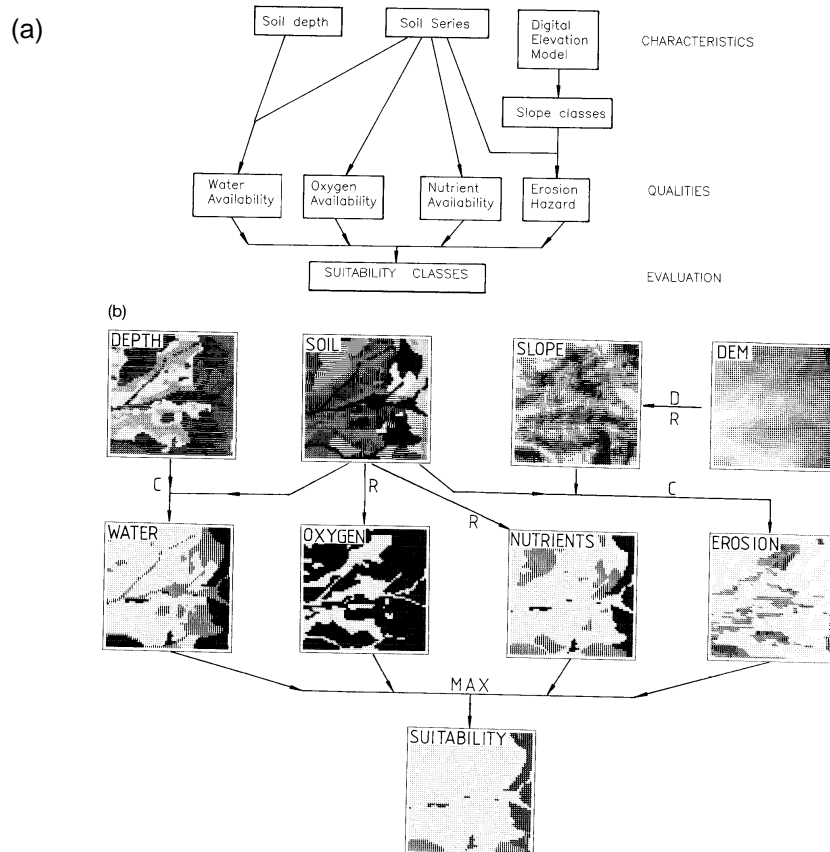 (a)
Soil depth
Soil Series
Digital
Elevation
Model
CHARACTERISTICS
Slope classes
Water
Availability
Oxygen
Availability
Nutrient
Availability
Erosion
Hazard
QUALITIES
SUITABILITY CLASSES
EVALUATION
(b)
DEPTH
SOIL
SLOPE
DEM
D
R
C
R
R
C
WATER
OXYGEN
NUTRIENTS
EROSION
MAX
SUITABILITY